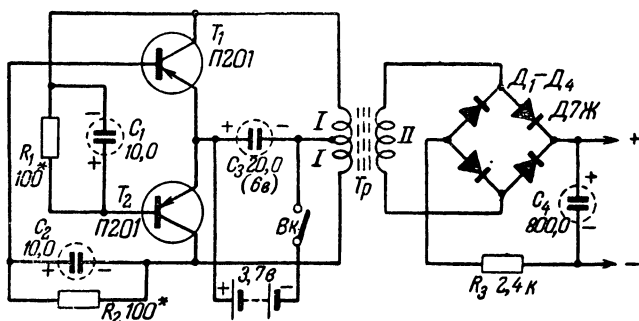 T₁
П201
R₁
100*
C₁
10,0
T₂
П201
C₂
10,0
R₂ 100*
C₃ 20,0
(6в)
Вк
3,7в
I
I
II
Тр
Д₁-Д₄
Д7Ж
C₄
800,0
R₃ 2,4к